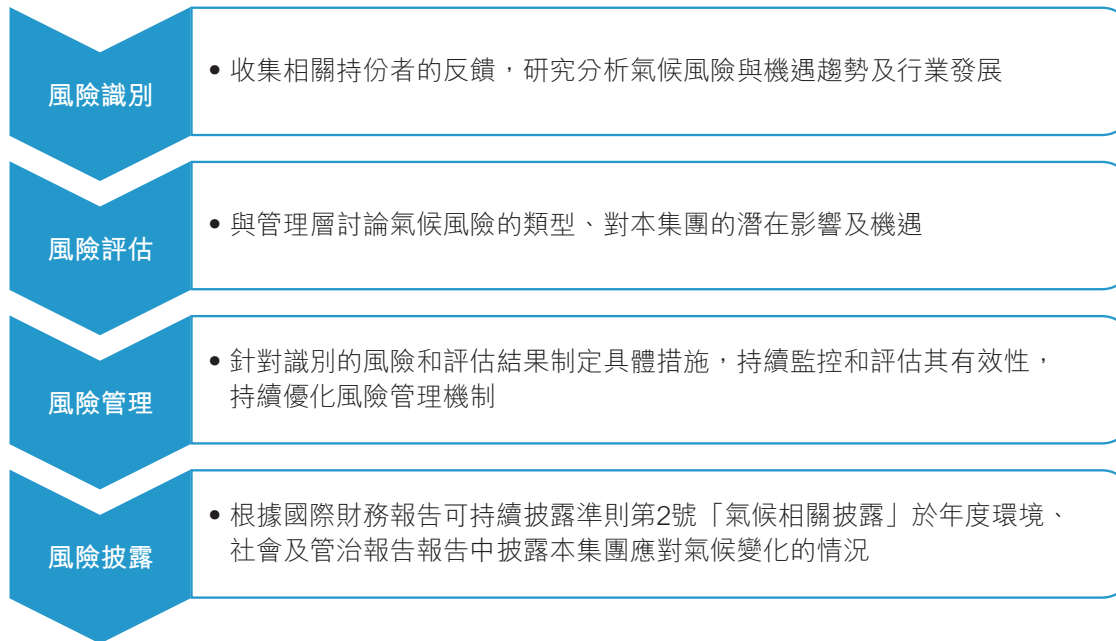 風險識別
• 收集相關持份者的反饋，研究分析氣候風險與機遇趨勢及行業發展
風險評估
• 與管理層討論氣候風險的類型、對本集團的潛在影響及機遇
風險管理
• 針對識別的風險和評估結果制定具體措施，持續監控和評估其有效性，
持續優化風險管理機制
風險披露
• 根據國際財務報告可持續披露準則第2號「氣候相關披露」於年度環境、
社會及管治報告報告中披露本集團應對氣候變化的情況